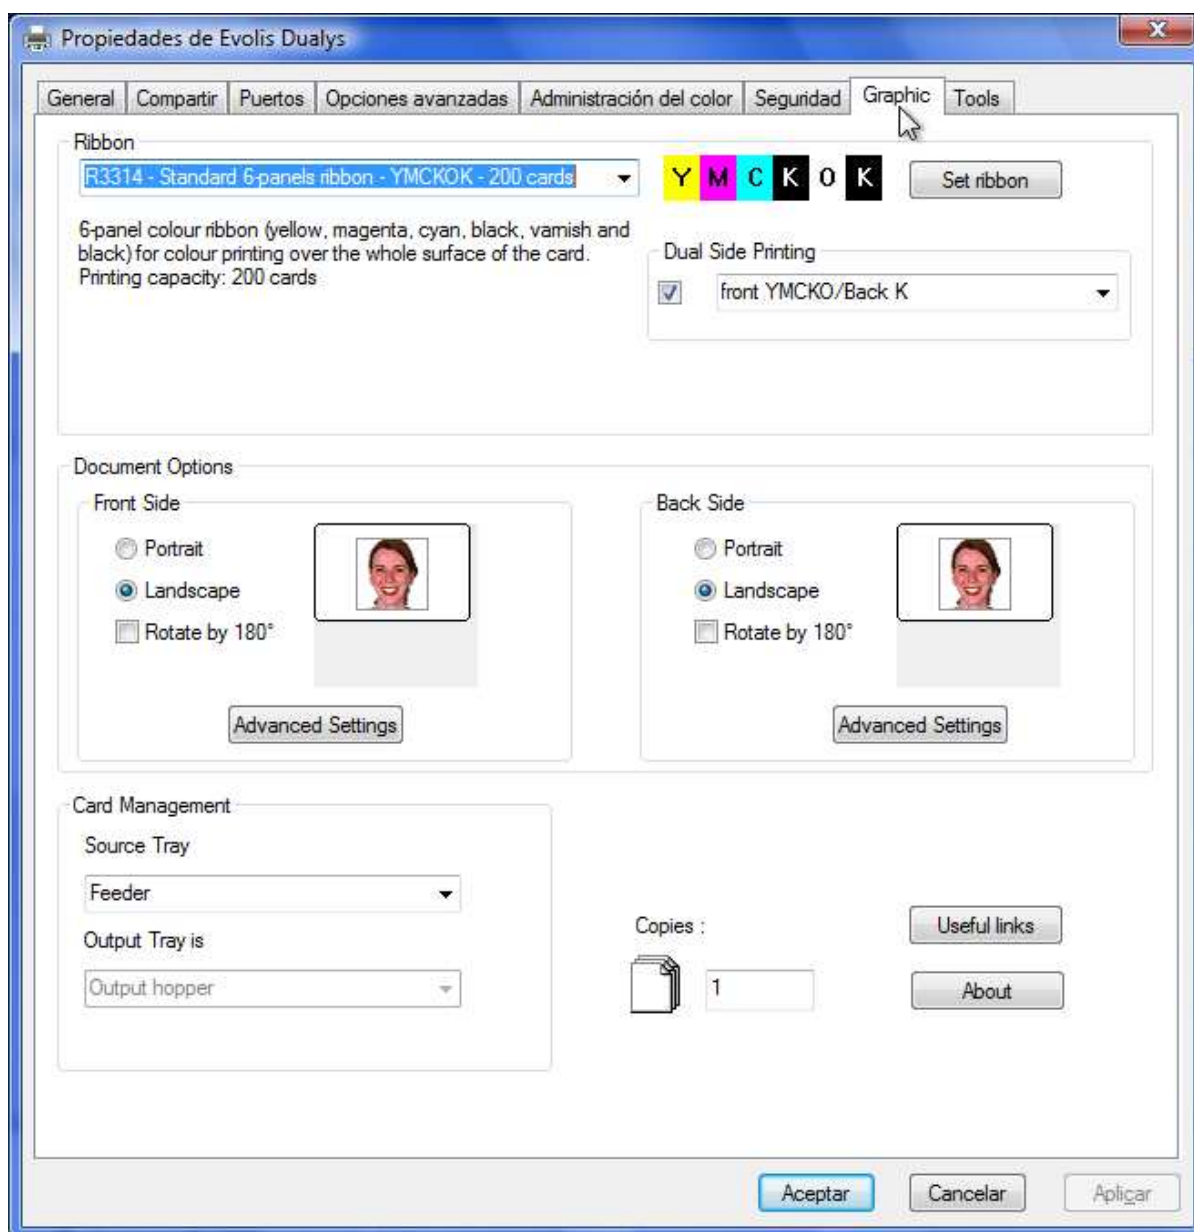 Propiedades de Evolis Dualys
X
General Compartir Puertos Opciones avanzadas Administración del color Seguridad Graphic Tools
Ribbon
R3314 - Standard 6-panels ribbon - YMCKOK - 200 cards
Y M C K O K
Set ribbon
6-panel colour ribbon (yellow, magenta, cyan, black, varnish and
black) for colour printing over the whole surface of the card.
Printing capacity: 200 cards
Dual Side Printing
front YMCKO/Back K
Document Options
Front Side
Portrait
Landscape
Rotate by 180°
Advanced Settings
Back Side
Portrait
Landscape
Rotate by 180°
Advanced Settings
Card Management
Source Tray
Feeder
Output Tray is
Output hopper
Copies :
1
Useful links
About
Aceptar
Cancelar
Aplicar